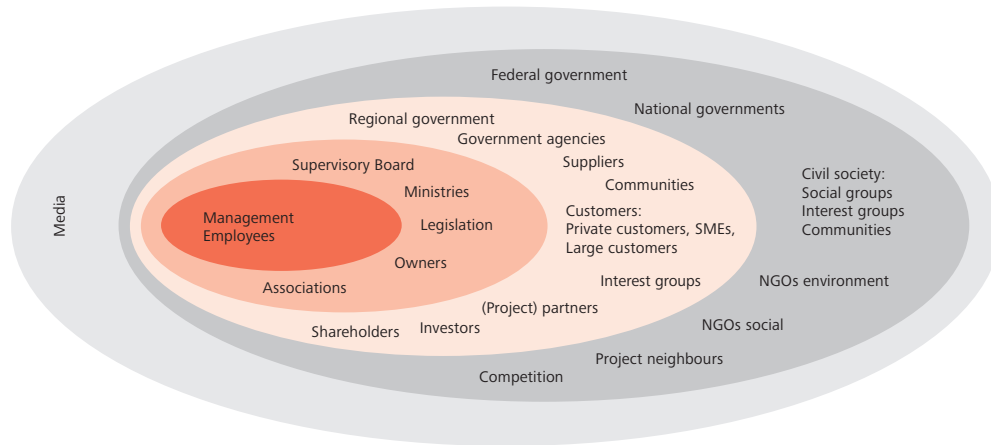 Federal government
National governments
Regional government
Government agencies
Suppliers
Supervisory Board
Communities
Ministries
Civil society:
Social groups
Interest groups
Communities
Media
Management
Employees
Legislation
Customers:
Private customers, SMEs,
Large customers
Owners
Interest groups
NGOs environment
Associations
(Project) partners
Shareholders
Investors
NGOs social
Project neighbours
Competition